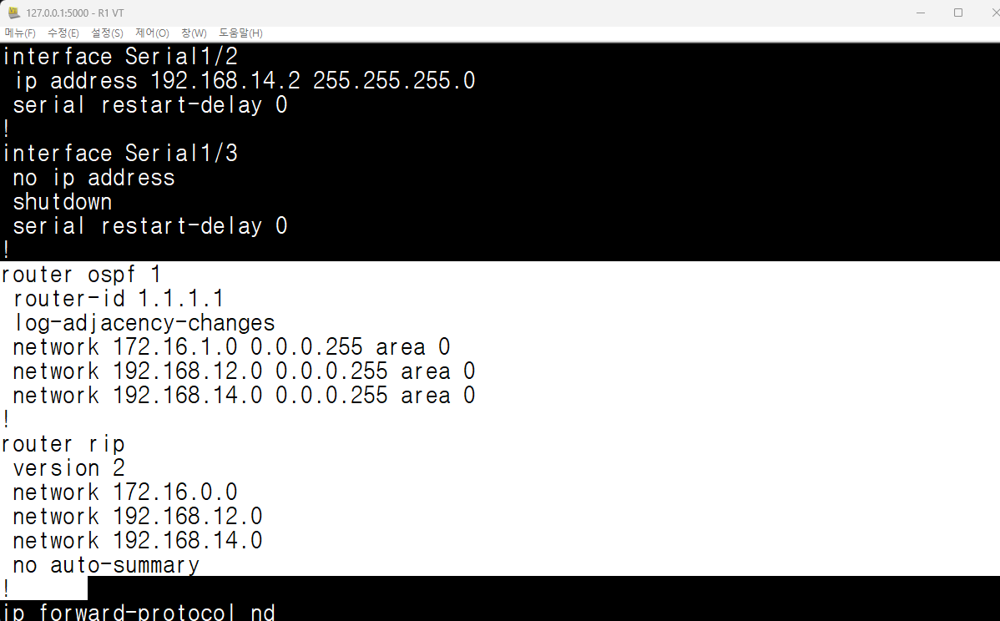 127.0.0.1:5000 - R1 VT
메뉴(F) 수정(E) 설정(S) 제어(O) 창(W) 도움말(H)
interface Serial1/2
 ip address 192.168.14.2 255.255.255.0
 serial restart-delay 0
!
interface Serial1/3
 no ip address
 shutdown
 serial restart-delay 0
!
router ospf 1
 router-id 1.1.1.1
 log-adjacency-changes
 network 172.16.1.0 0.0.0.255 area 0
 network 192.168.12.0 0.0.0.255 area 0
 network 192.168.14.0 0.0.0.255 area 0
!
router rip
 version 2
 network 172.16.0.0
 network 192.168.12.0
 network 192.168.14.0
 no auto-summary
!
ip forward-protocol nd